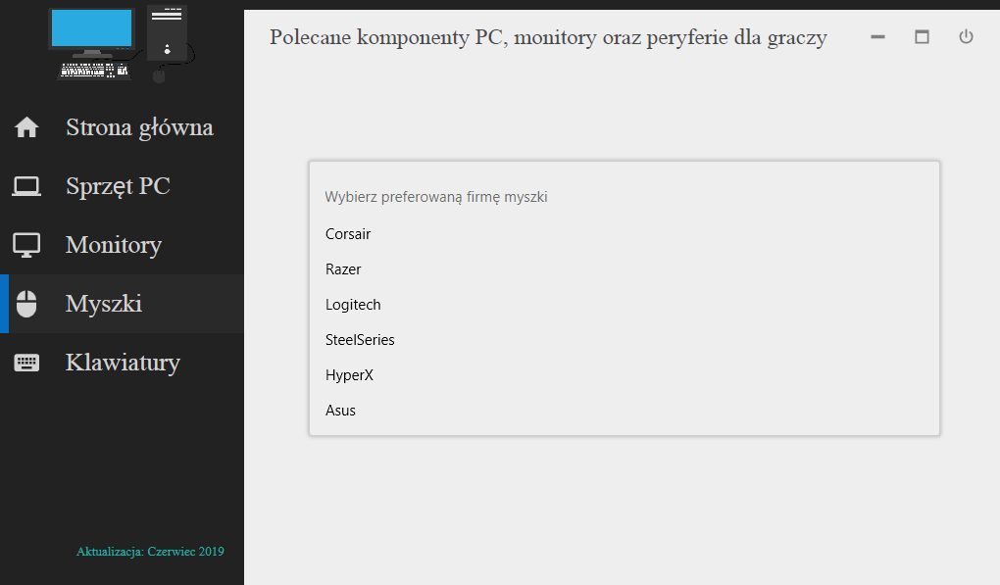 Polecane komponenty PC, monitory oraz peryferie dla graczy
Strona główna
Sprzęt PC
Monitory
Myszki
Klawiatury
Aktualizacja: Czerwiec 2019
Wybierz preferowaną firmę myszki
Corsair
Razer
Logitech
SteelSeries
HyperX
Asus